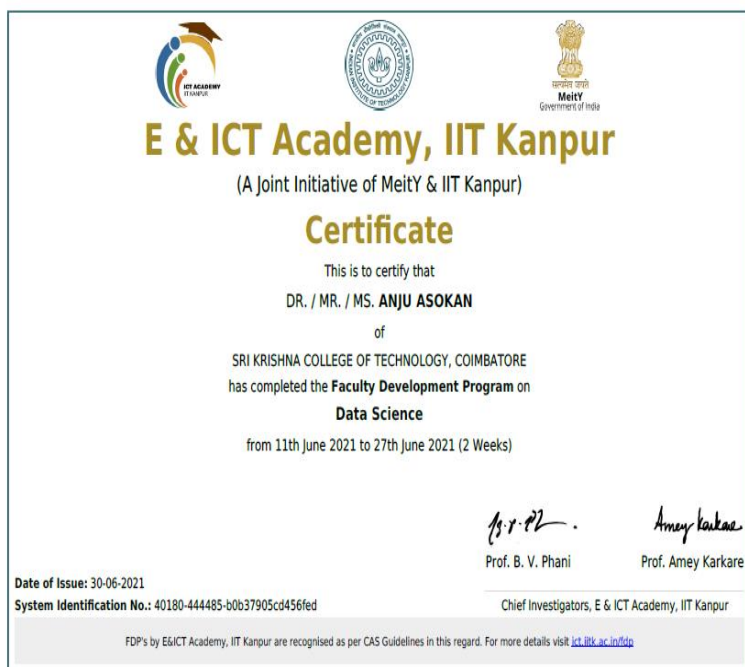 ICT ACADEMY
IIT KANPUR
सत्यमेव जयते
MeitY
Government of India
E & ICT Academy, IIT Kanpur
(A Joint Initiative of MeitY & IIT Kanpur)
Certificate
This is to certify that
DR. / MR. / MS. ANJU ASOKAN
of
SRI KRISHNA COLLEGE OF TECHNOLOGY, COIMBATORE
has completed the Faculty Development Program on
Data Science
from 11th June 2021 to 27th June 2021 (2 Weeks)
Amey Karkare
Prof. B. V. Phani
Prof. Amey Karkare
Date of Issue: 30-06-2021
System Identification No.: 40180-444485-b0b37905cd456fed
Chief Investigators, E & ICT Academy, IIT Kanpur
FDP's by E&ICT Academy, IIT Kanpur are recognised as per CAS Guidelines in this regard. For more details visit ict.iitk.ac.in/fdp